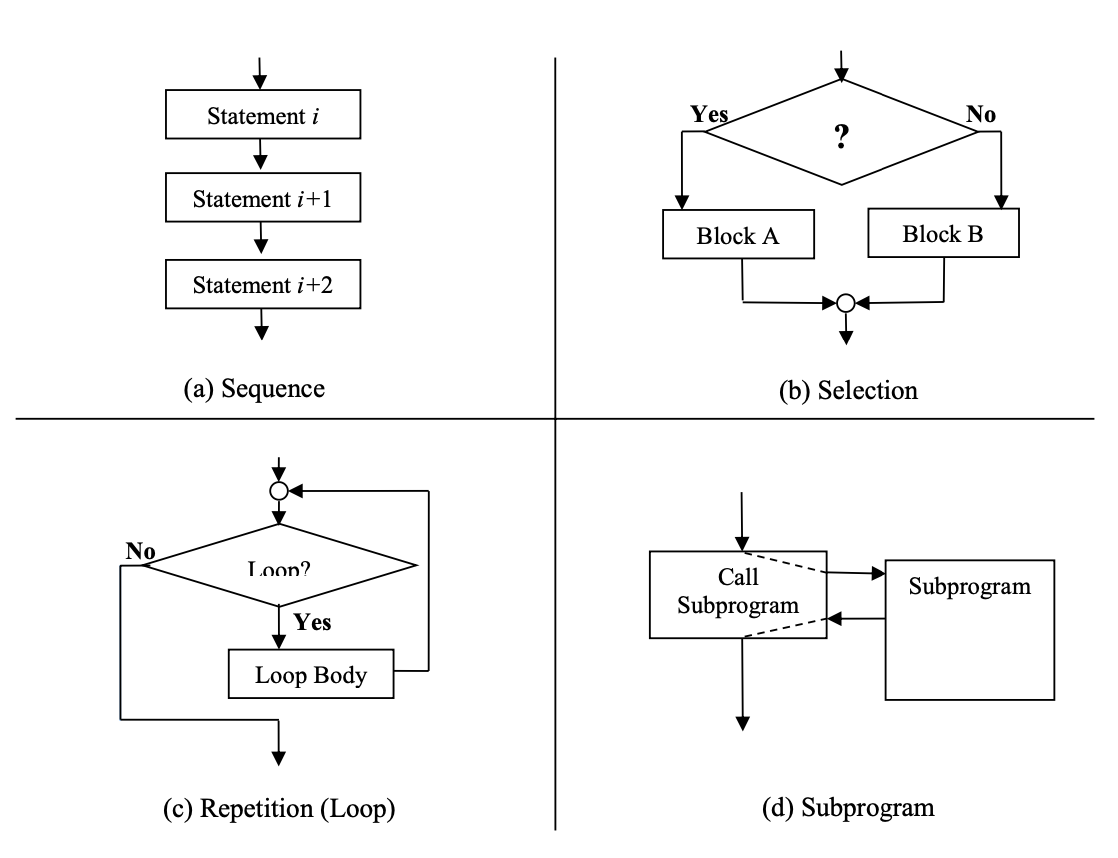 Statement i
Statement i+1
Statement i+2
(a) Sequence
Yes
No
?
Block A
Block B
(b) Selection
No
Loop?
Yes
Loop Body
(c) Repetition (Loop)
Call
Subprogram
Subprogram
(d) Subprogram